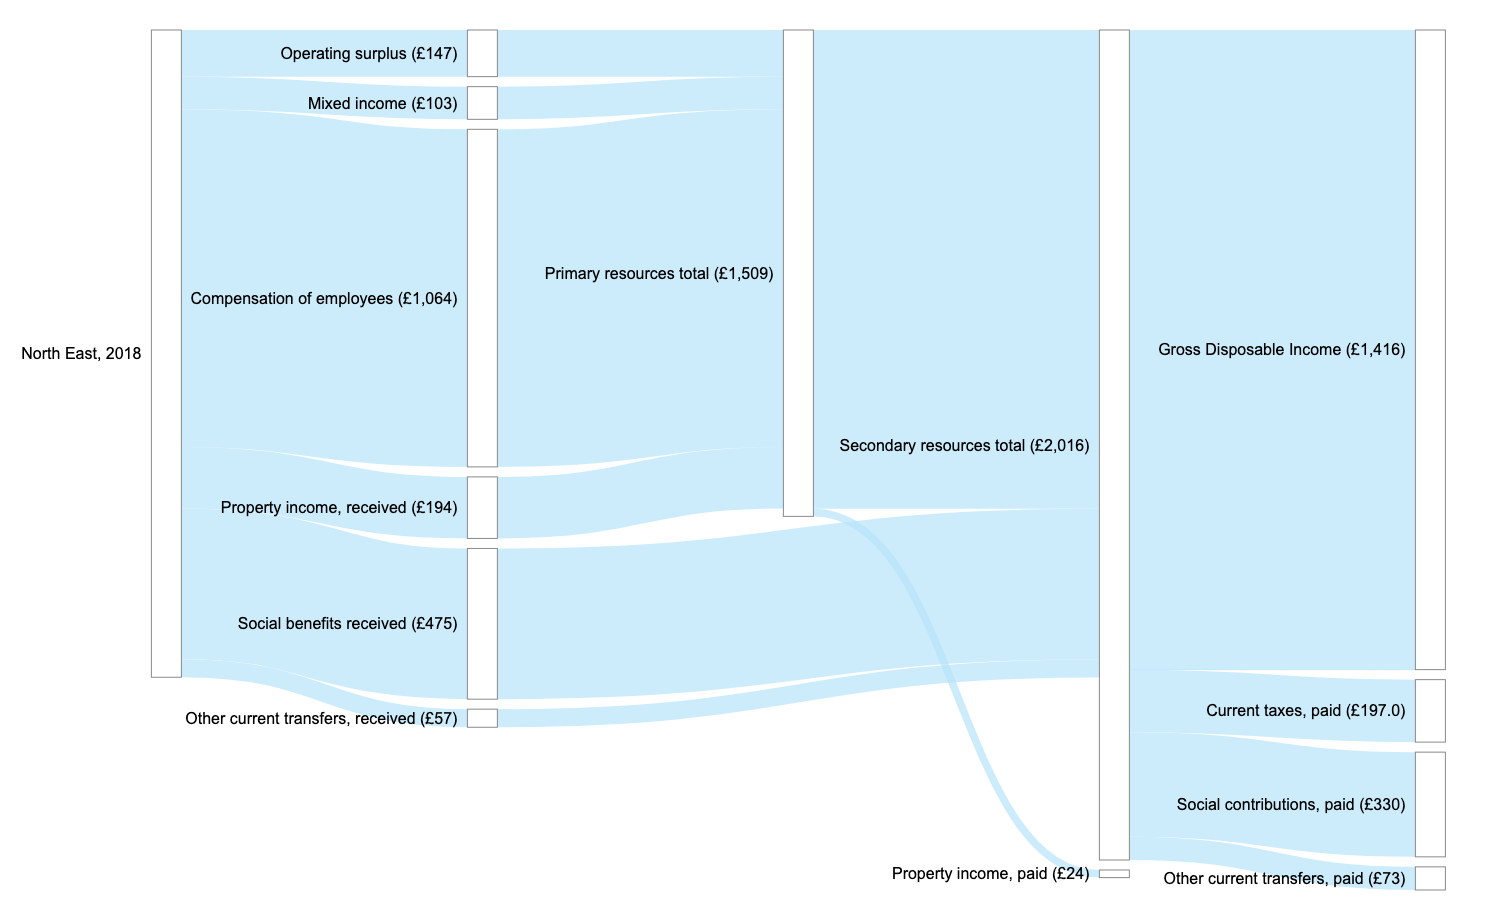 North East, 2018
Operating surplus (£147)
Mixed income (£103)
Compensation of employees (£1,064)
Property income, received (£194)
Social benefits received (£475)
Other current transfers, received (£57)
Primary resources total (£1,509)
Secondary resources total (£2,016)
Property income, paid (£24)
Gross Disposable Income (£1,416)
Current taxes, paid (£197.0)
Social contributions, paid (£330)
Other current transfers, paid (£73)